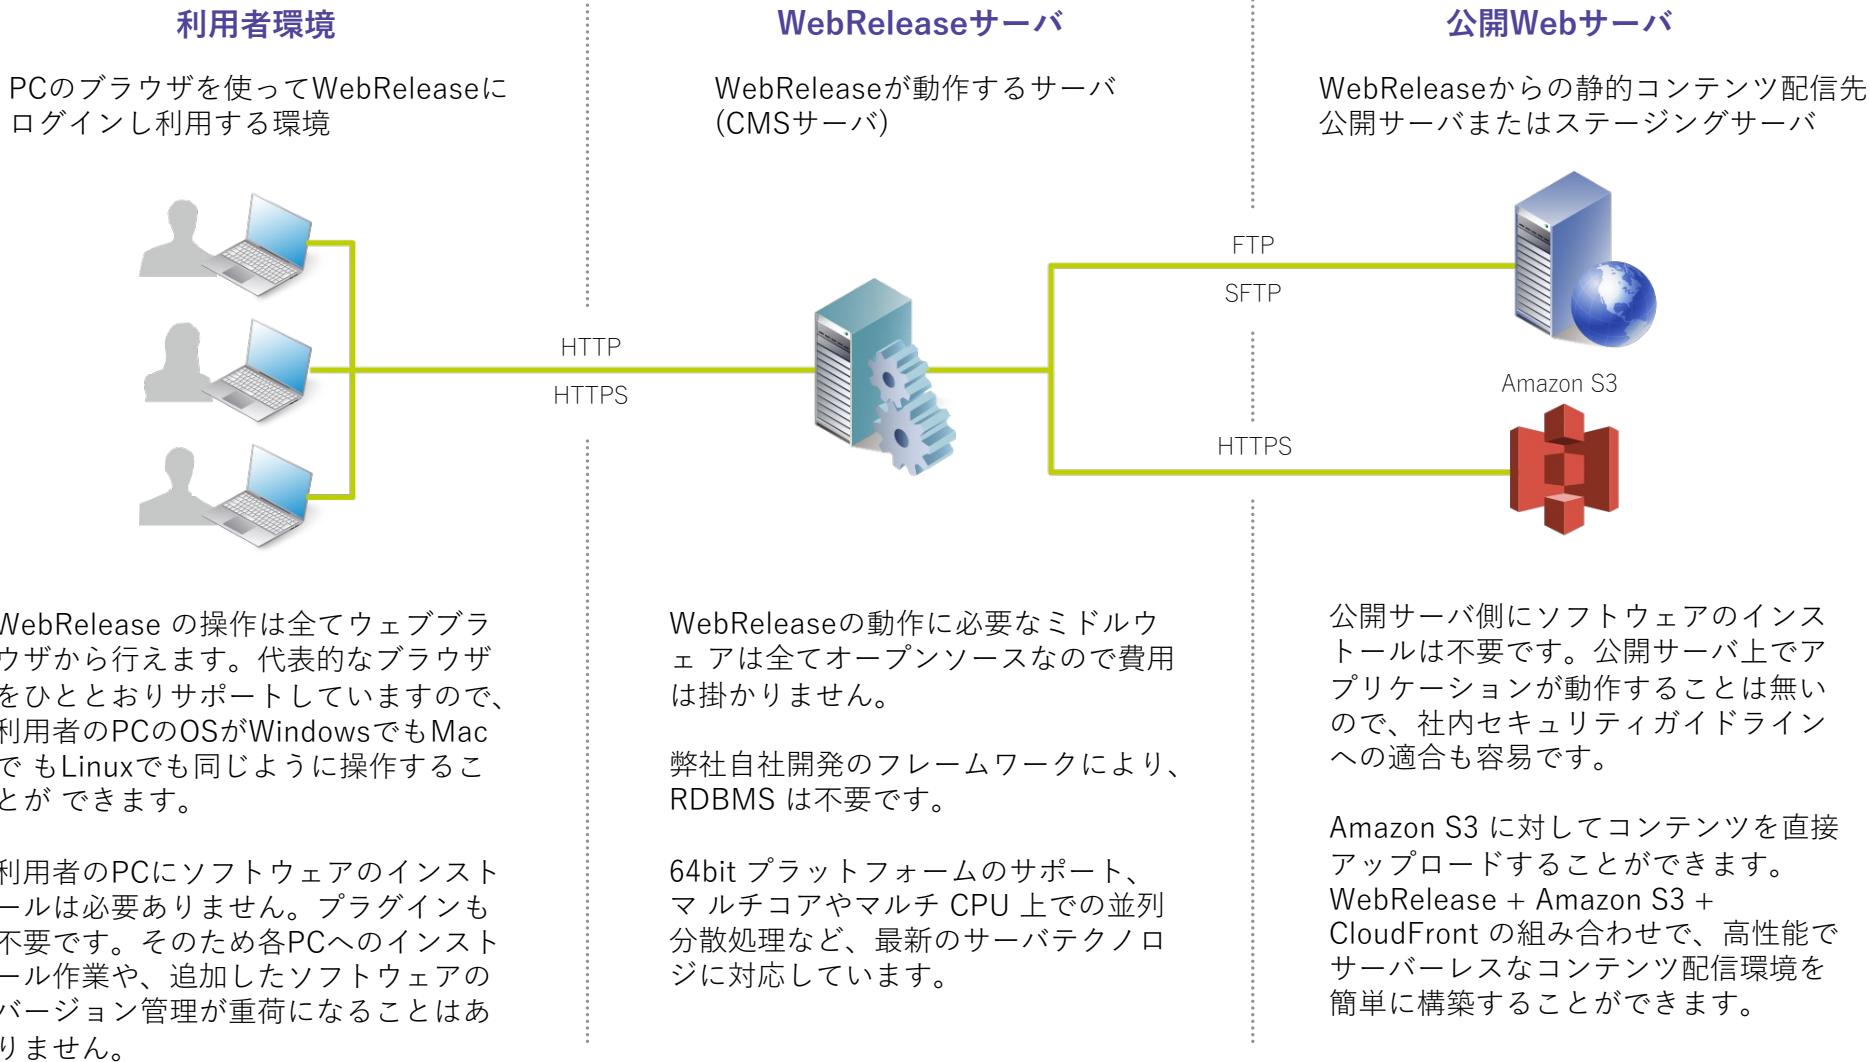 利用者環境
PCのブラウザを使ってWebReleaseに
ログインし利用する環境
HTTP
HTTPS
WebRelease の操作は全てウェブブラ
ウザから行えます。代表的なブラウザ
をひととおりサポートしていますので、
利用者のPCのOSがWindowsでもMac
で もLinuxでも同じように操作するこ
とが できます。
利用者のPCにソフトウェアのインスト
ールは必要ありません。プラグインも
不要です。そのため各PCへのインスト
ール作業や、追加したソフトウェアの
バージョン管理が重荷になることはあ
りません。
WebReleaseサーバ
WebReleaseが動作するサーバ
(CMSサーバ)
WebReleaseの動作に必要なミドルウ
ェ アは全てオープンソースなので費用
は掛かりません。
弊社自社開発のフレームワークにより、
RDBMS は不要です。
64bit プラットフォームのサポート、
マ ルチコアやマルチ CPU 上での並列
分散処理など、最新のサーバテクノロ
ジに対応しています。
公開Webサーバ
WebReleaseからの静的コンテンツ配信先
公開サーバまたはステージングサーバ
FTP
SFTP
Amazon S3
HTTPS
公開サーバ側にソフトウェアのインス
トールは不要です。公開サーバ上でア
プリケーションが動作することは無い
ので、社内セキュリティガイドライン
への適合も容易です。
Amazon S3 に対してコンテンツを直接
アップロードすることができます。
WebRelease + Amazon S3 +
CloudFront の組み合わせで、高性能で
サーバーレスなコンテンツ配信環境を
簡単に構築することができます。